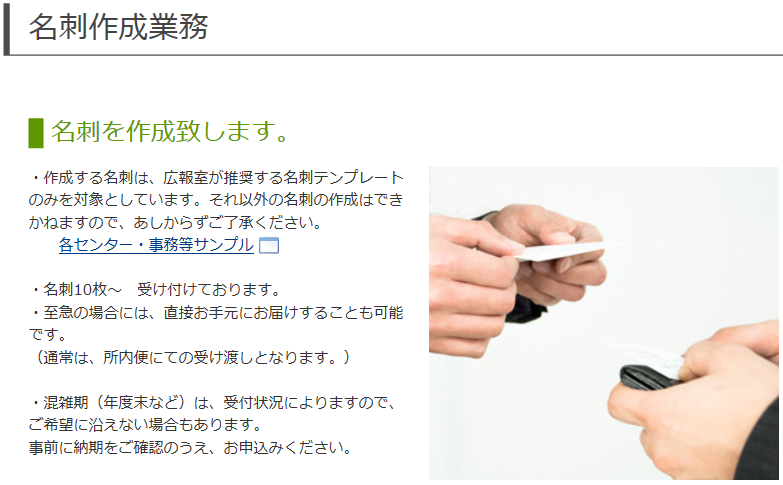 名刺作成業務
名刺を作成致します。
・作成する名刺は、広報室が推奨する名刺テンプレート
のみを対象としています。それ以外の名刺の作成はでき
かねますので、あしからずご了承ください。
各センター・事務等サンプル
・名刺10枚～　受け付けております。
・至急の場合には、直接お手元にお届けすることも可能
です。
（通常は、所内便にての受け渡しとなります。）
・混雑期（年度末など）は、受付状況によりますので、
ご希望に沿えない場合もあります。
事前に納期をご確認のうえ、お申込みください。